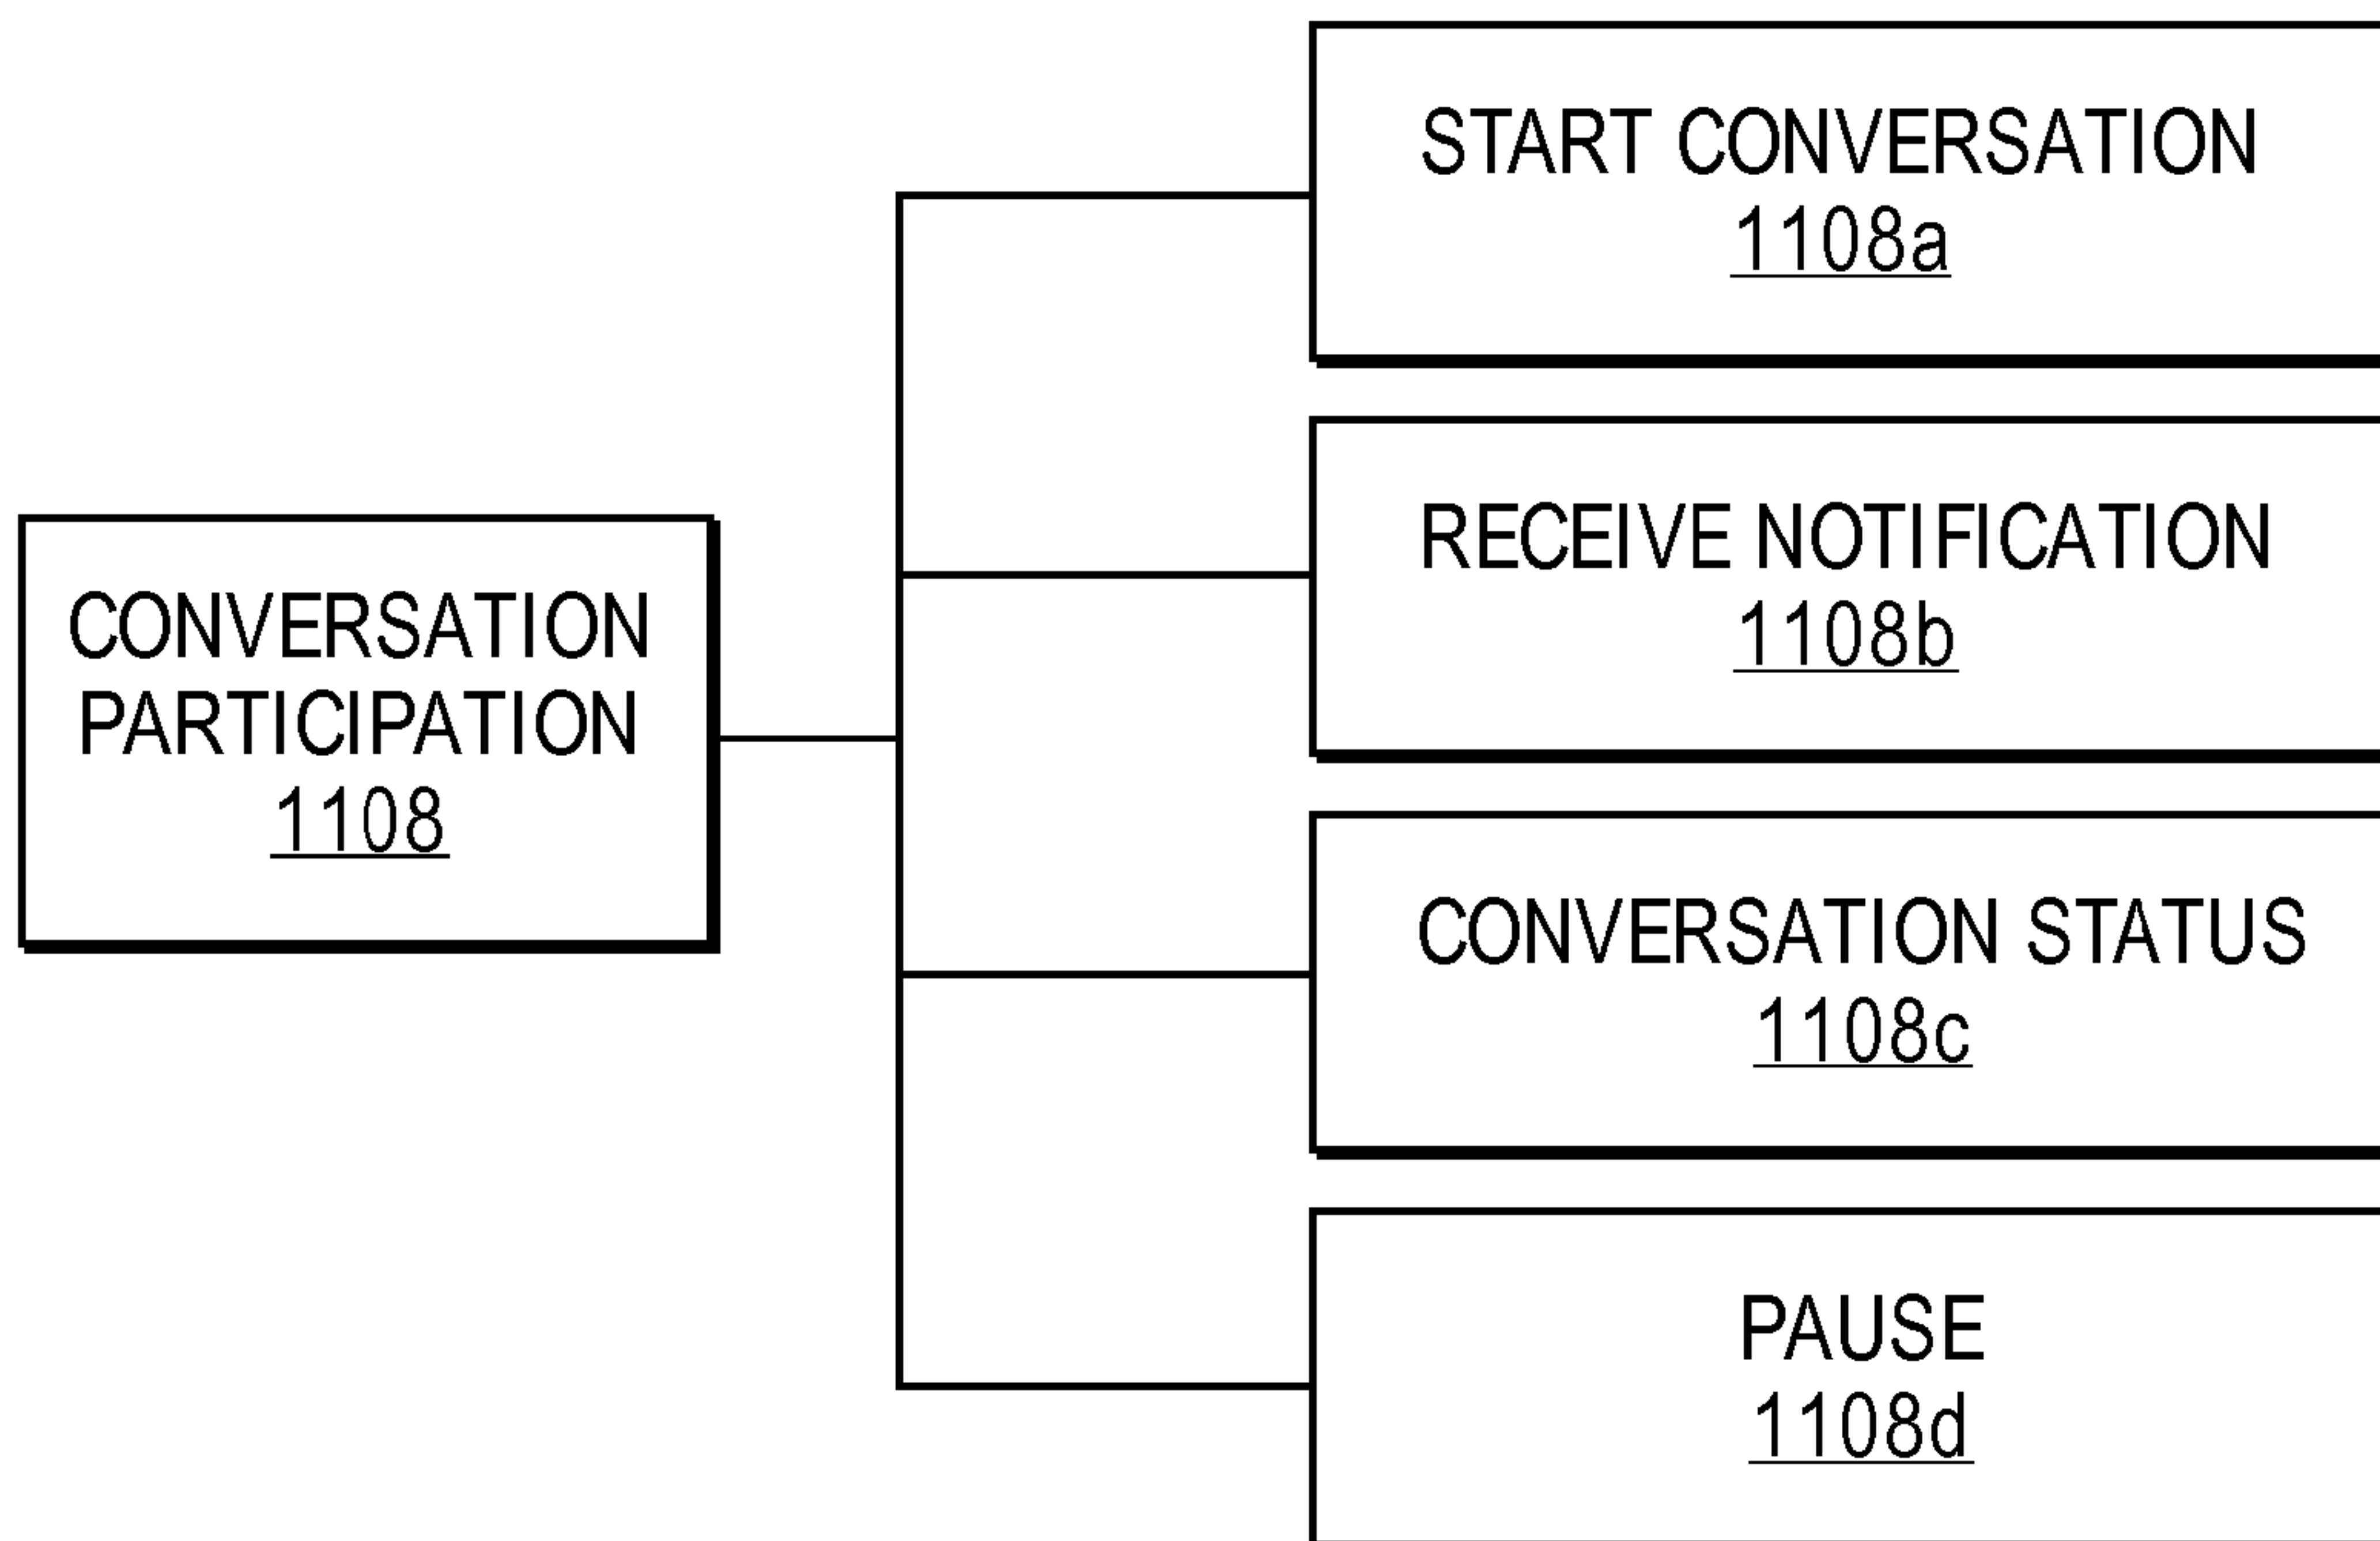 START CONVERSATION
1108a
RECEIVE NOTIFICATION
1108b
CONVERSATION
PARTICIPATION
1108
CONVERSATION STATUS
1108c
PAUSE
1108d